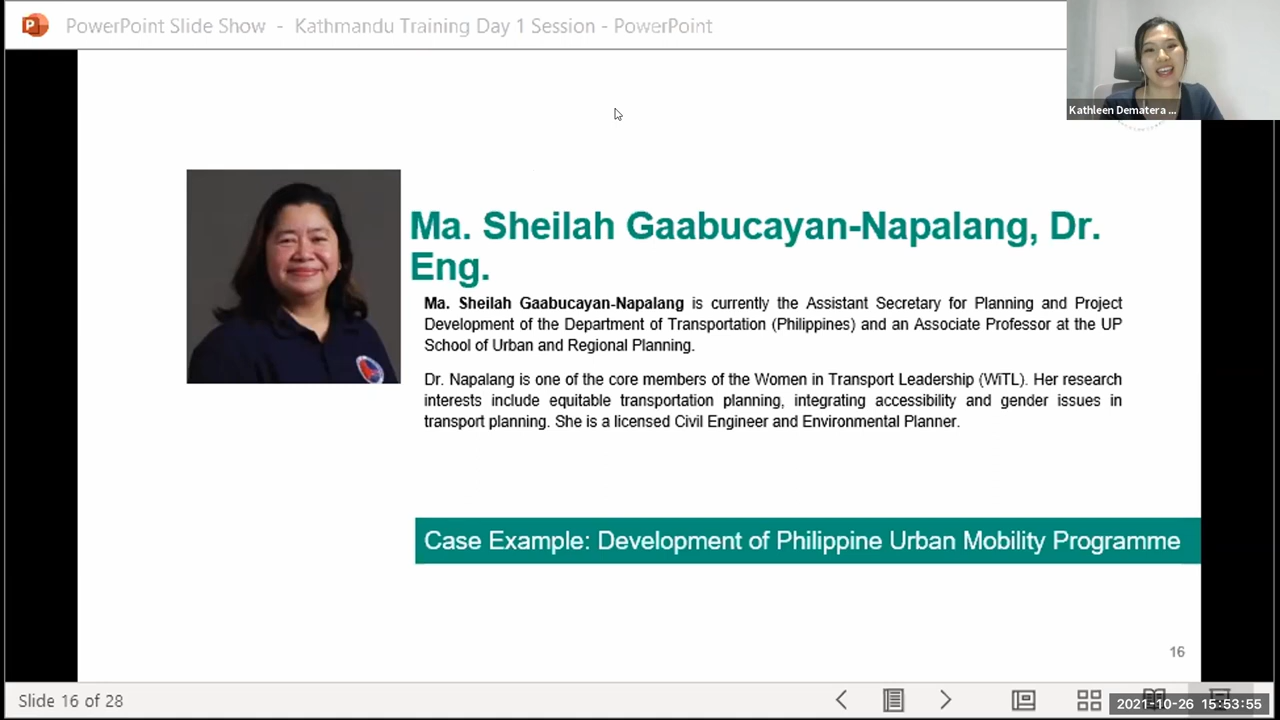 PowerPoint Slide Show - Kathmandu Training Day 1 Session - PowerPoint
Kathleen Dematera ...
Ma. Sheilah Gaabucayan-Napalang, Dr.
Eng.
Ma. Sheilah Gaabucayan-Napalang is currently the Assistant Secretary for Planning and Project
Development of the Department of Transportation (Philippines) and an Associate Professor at the UP
School of Urban and Regional Planning.
Dr. Napalang is one of the core members of the Women in Transport Leadership (WiTL). Her research
interests include equitable transportation planning, integrating accessibility and gender issues in
transport planning. She is a licensed Civil Engineer and Environmental Planner.
Case Example: Development of Philippine Urban Mobility Programme
16
Slide 16 of 28
2021-10-26 15:53:55